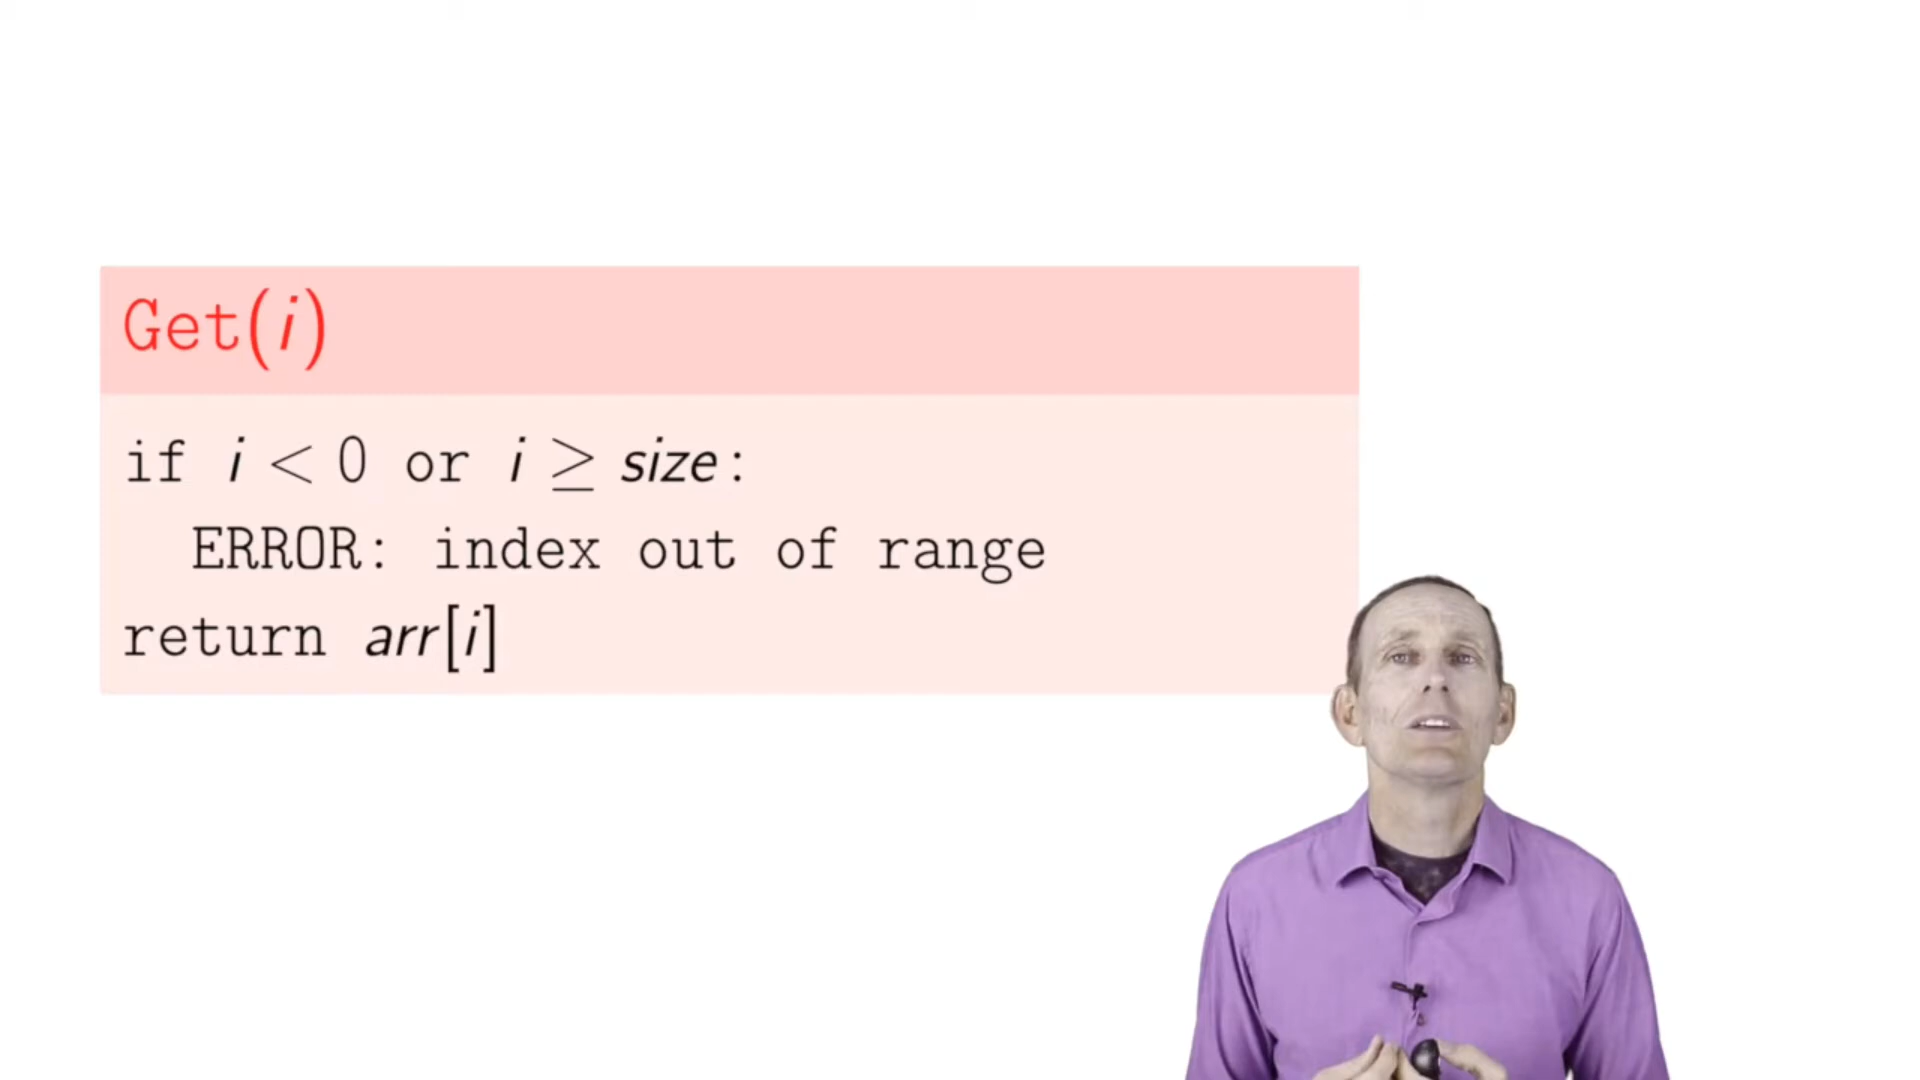 Get(i)
if i < 0 or i ≥ size:
ERROR: index out of range
return arr[i]